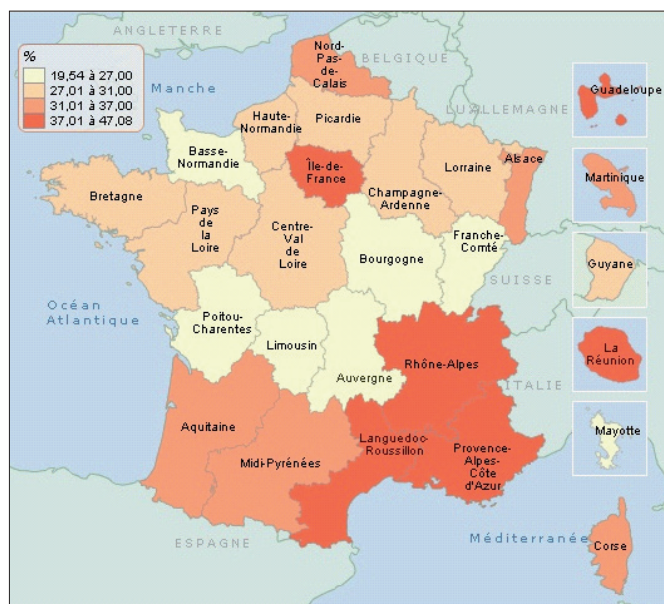 ANGLETERRE
%
19,54 à 27,00
27,01 à 31,00
31,01 à 37,00
37,01 à 47,08
Nord-
Pas-
de-
Calais
BELGIQUE
Manche
LUX.
ALLEMAGNE
Guadeloupe
Haute-
Normandie
Picardie
Basse-
Normandie
Île-de-
France
Lorraine
Alsace
Champagne-
Ardenne
Martinique
Bretagne
Pays
de la
Loire
Centre-
Val
de
Loire
Bourgogne
Franche-
Comté
Guyane
SUISSE
Océan
Atlantique
Poitou-
Charentes
Limousin
Auvergne
Rhône-Alpes
La
Réunion
ITALIE
Aquitaine
Midi-Pyrénées
Languedoc-
Roussillon
Provence-
Alpes-
Côte
d'Azur
Mayotte
ESPAGNE
Méditerranée
Corse